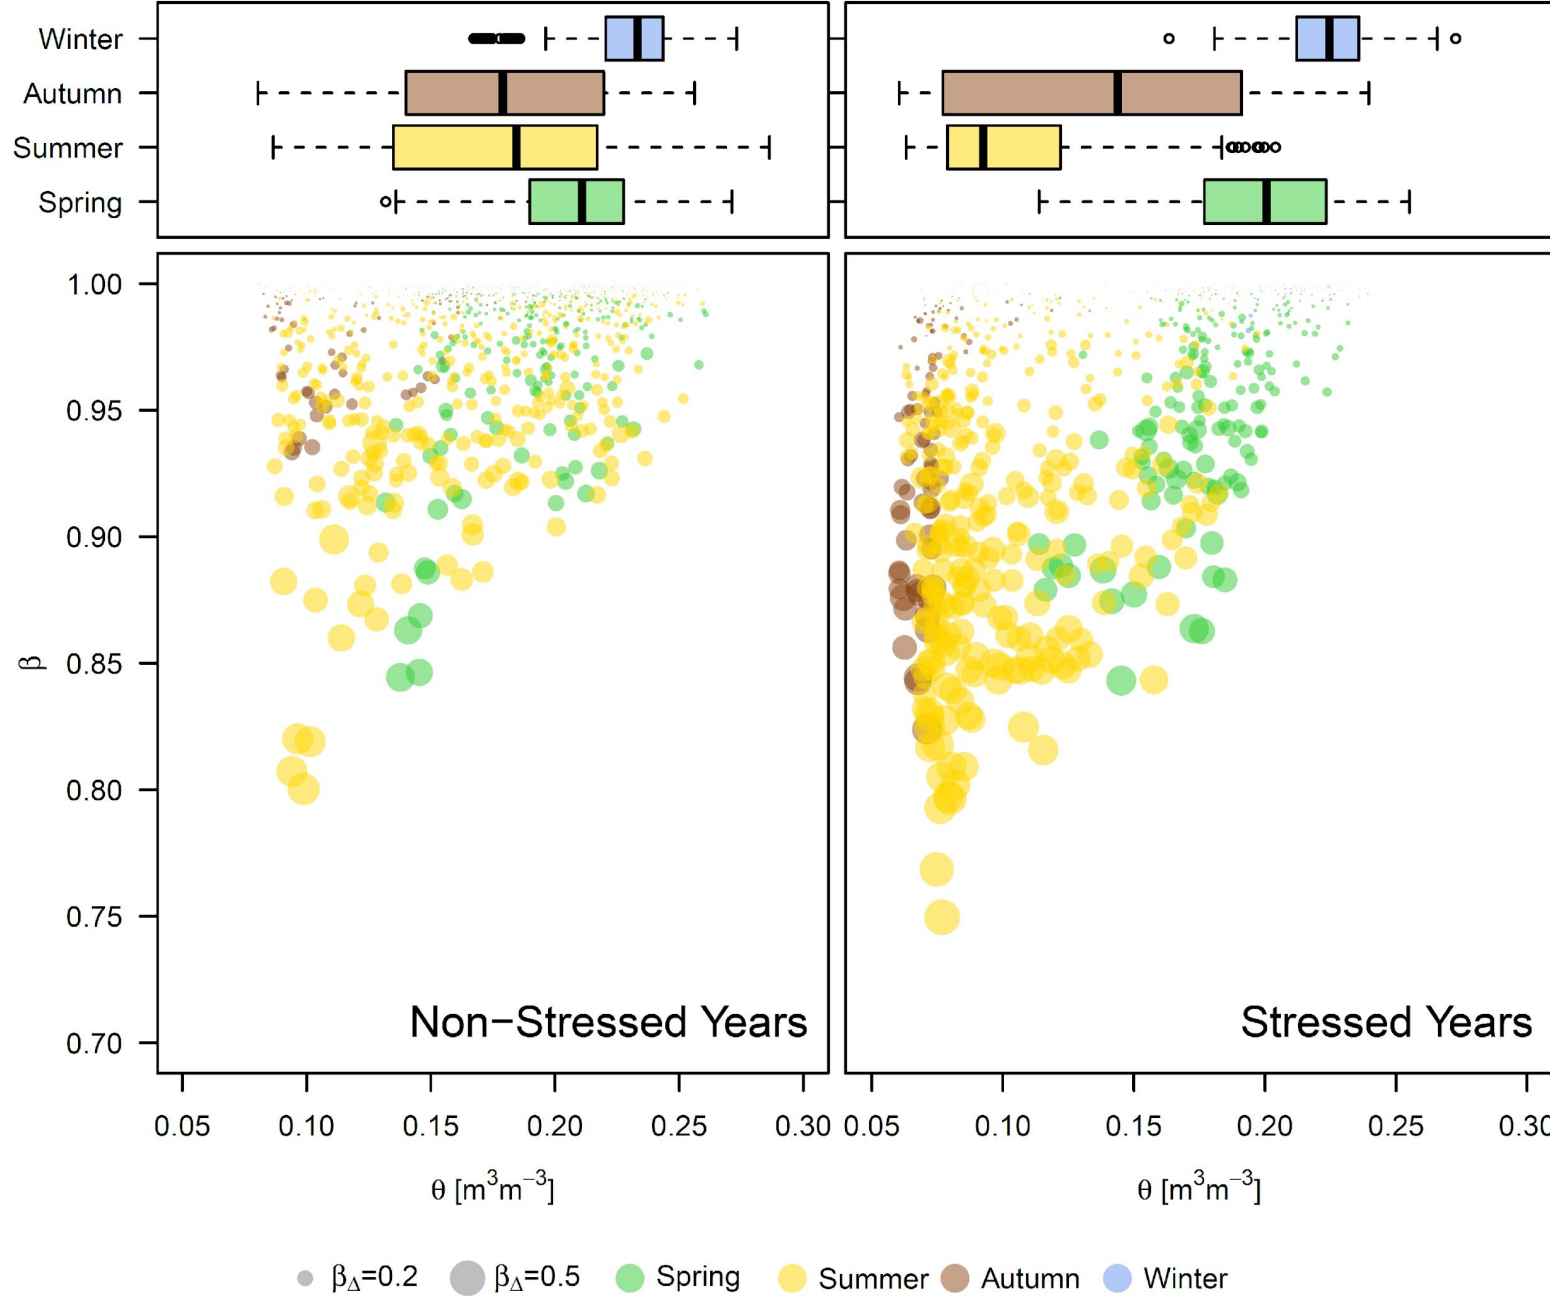 Winter
Autumn
Summer
Spring
1.00
0.95
0.90
0.85
0.80
0.75
0.70
β
Non−Stressed Years
Stressed Years
0.05 0.10 0.15 0.20 0.25 0.30
0.05 0.10 0.15 0.20 0.25 0.30
θ [m³m⁻³]
θ [m³m⁻³]
β_Δ=0.2 β_Δ=0.5 Spring Summer Autumn Winter